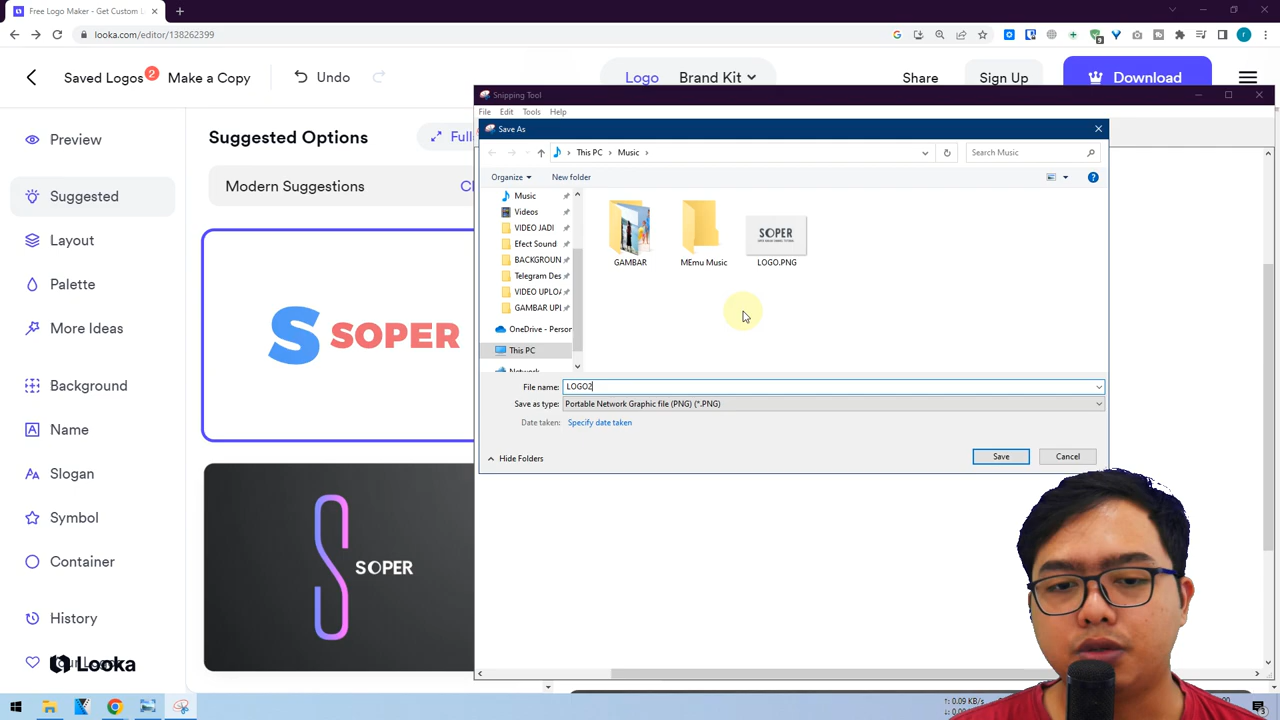 Free Logo Maker - Get Custom L
looka.com/editor/138262399
Saved Logos 2
Make a Copy
Undo
Logo
Brand Kit
Share
Sign Up
Download
Preview
Suggested
Layout
Palette
More Ideas
Background
Name
Slogan
Symbol
Container
History
Looka
Suggested Options
Full
Modern Suggestions
SOPER
S
SOPER
Snipping Tool
File Edit Tools Help
Save As
This PC > Music >
Search Music
Organize
New folder
Music
Videos
VIDEO JADI
Efect Sound
BACKGROUN
Telegram Des
VIDEO UPLOA
GAMBAR UPL
OneDrive - Person
This PC
Network
GAMBAR
MEmu Music
SOPER
LOGO.PNG
File name: LOGO2
Save as type: Portable Network Graphic file (PNG) (*.PNG)
Date taken: Specify date taken
Hide Folders
Save
Cancel
↑: 0.09 KB/s